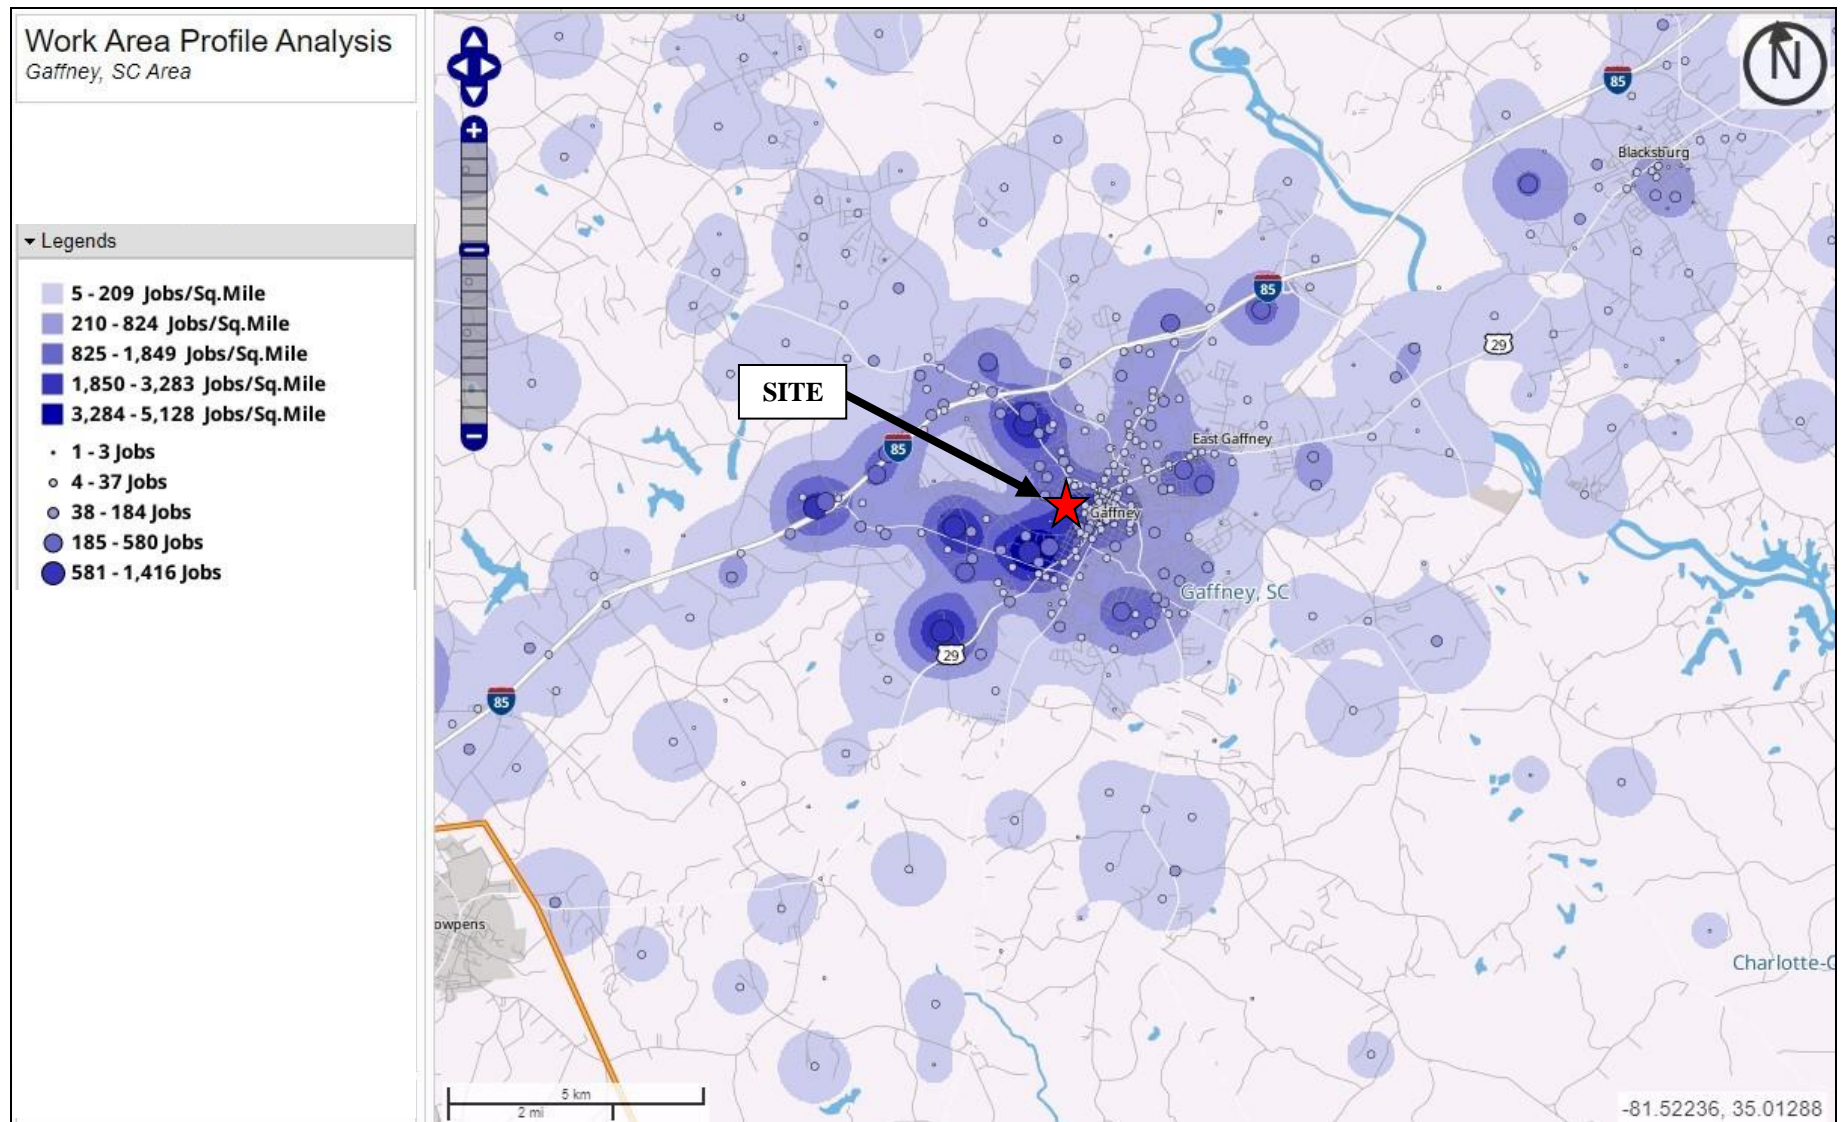 Work Area Profile Analysis
Gaffney, SC Area
Legends
5 - 209 Jobs/Sq.Mile
210 - 824 Jobs/Sq.Mile
825 - 1,849 Jobs/Sq.Mile
1,850 - 3,283 Jobs/Sq.Mile
3,284 - 5,128 Jobs/Sq.Mile
1 - 3 Jobs
4 - 37 Jobs
38 - 184 Jobs
185 - 580 Jobs
581 - 1,416 Jobs
N
85
Blacksburg
85
29
SITE
East Gaffney
85
Gaffney
Gaffney, SC
29
85
owpens
Charlotte-C
5 km
2 mi
-81.52236, 35.01288